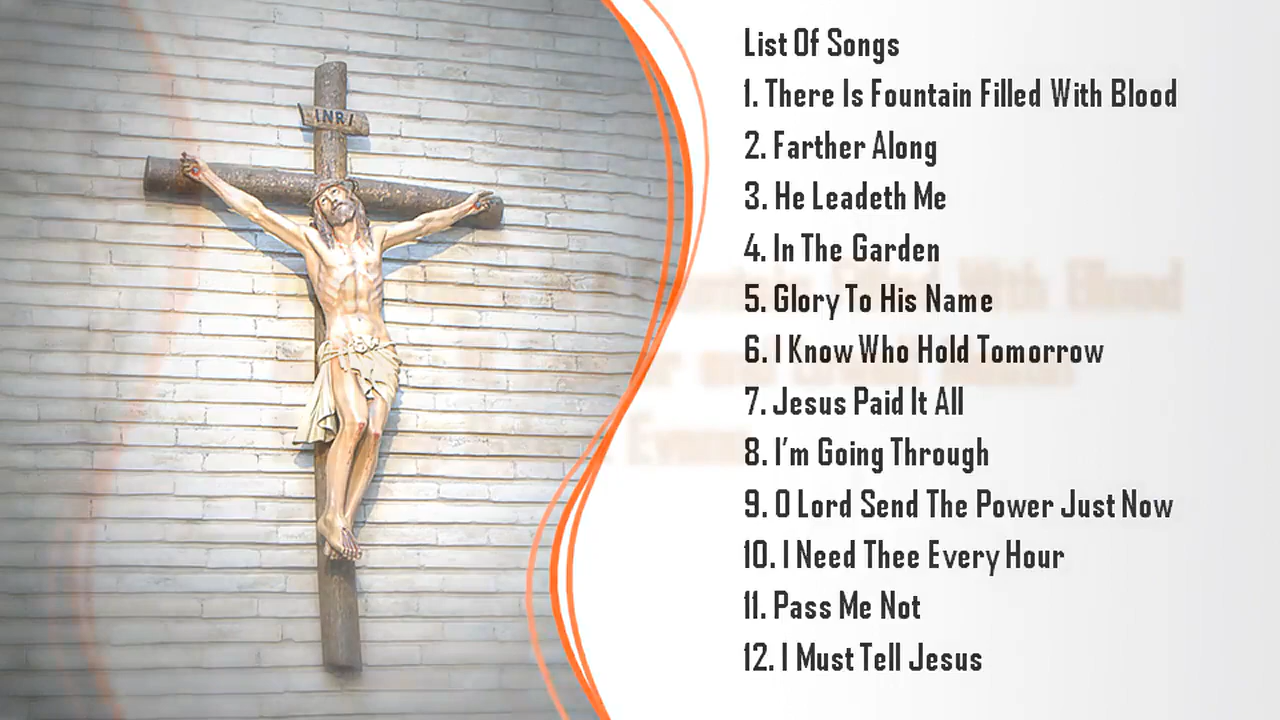 INRI
List Of Songs
1. There Is Fountain Filled With Blood
2. Farther Along
3. He Leadeth Me
4. In The Garden
5. Glory To His Name
6. I Know Who Hold Tomorrow
7. Jesus Paid It All
8. I'm Going Through
9. O Lord Send The Power Just Now
10. I Need Thee Every Hour
11. Pass Me Not
12. I Must Tell Jesus
With Blood